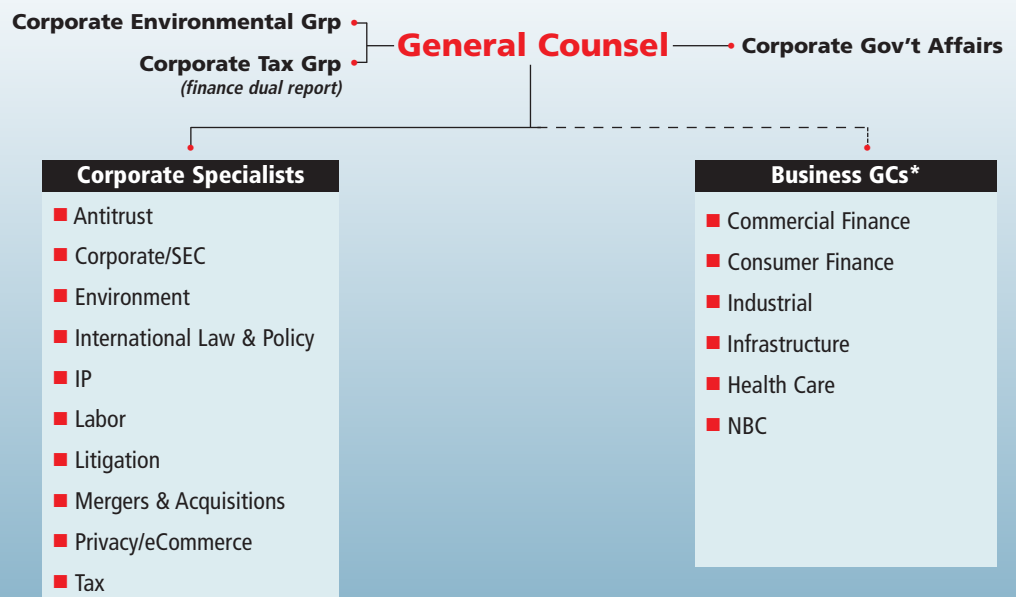 Corporate Environmental Grp
General Counsel
Corporate Gov't Affairs
Corporate Tax Grp
(finance dual report)
Corporate Specialists
Antitrust
Corporate/SEC
Environment
International Law & Policy
IP
Labor
Litigation
Mergers & Acquisitions
Privacy/eCommerce
Tax
Business GCs*
Commercial Finance
Consumer Finance
Industrial
Infrastructure
Health Care
NBC